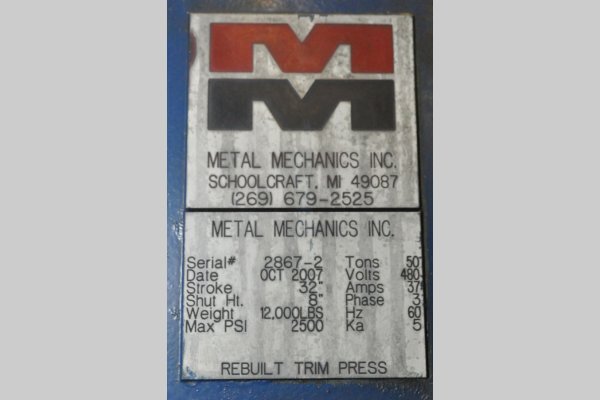 METAL MECHANICS INC.
SCHOOLCRAFT, MI 49087
(269) 679-2525
METAL MECHANICS INC.
Serial# 2867-2 Tons 50
Date OCT 2007 Volts 480
Stroke 32" Amps 37
Shut Ht. 8" Phase 3
Weight 12,000LBS Hz 60
Max PSI 2500 Ka 5
REBUILT TRIM PRESS